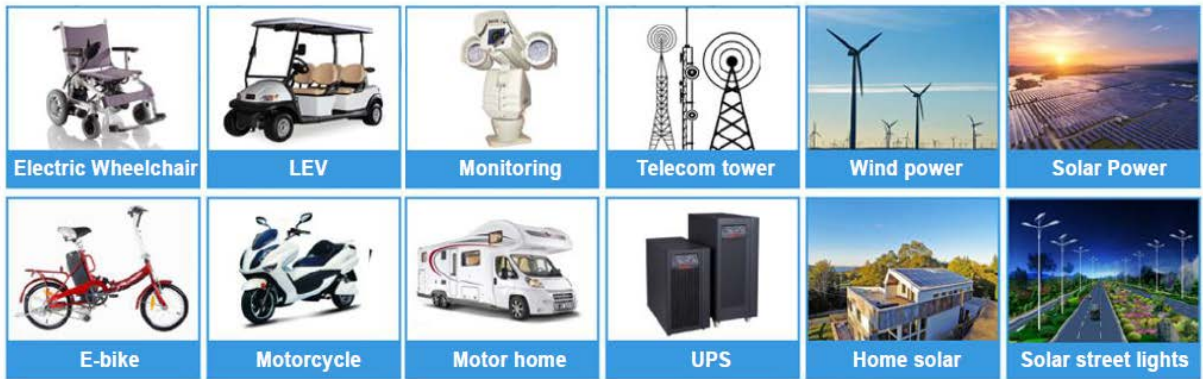 Electric Wheelchair
LEV
Monitoring
Telecom tower
Wind power
Solar Power
E-bike
Motorcycle
Motor home
UPS
Home solar
Solar street lights